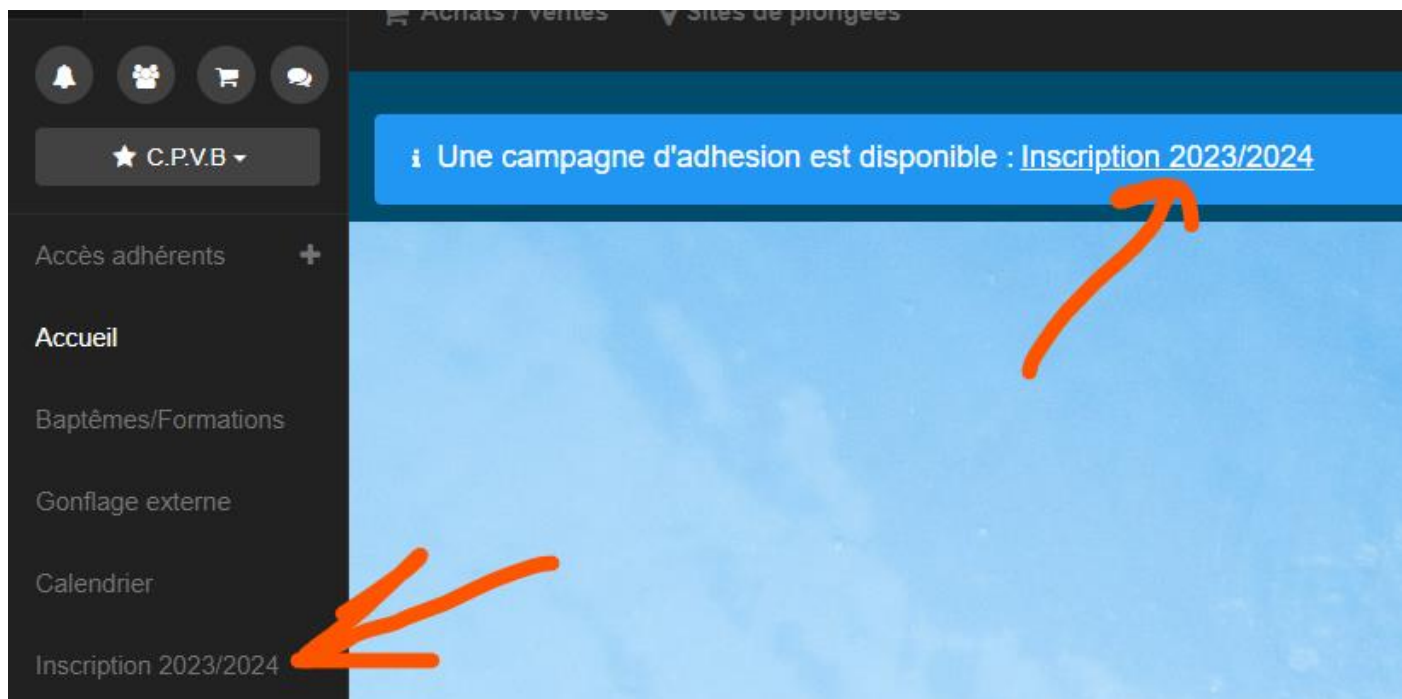 Achats / Ventes
Sites de plongées
C.P.V.B
Une campagne d'adhesion est disponible : Inscription 2023/2024
Accès adhérents
Accueil
Baptêmes/Formations
Gonflage externe
Calendrier
Inscription 2023/2024